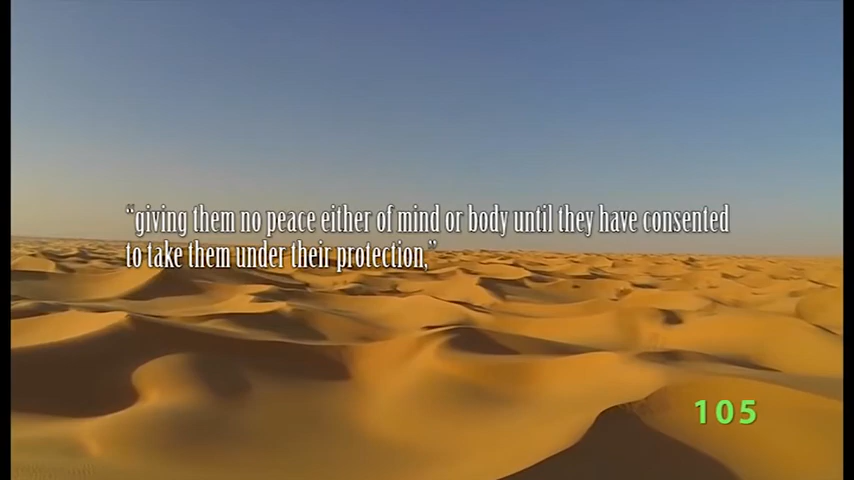 “giving them no peace either of mind or body until they have consented
to take them under their protection,”
105